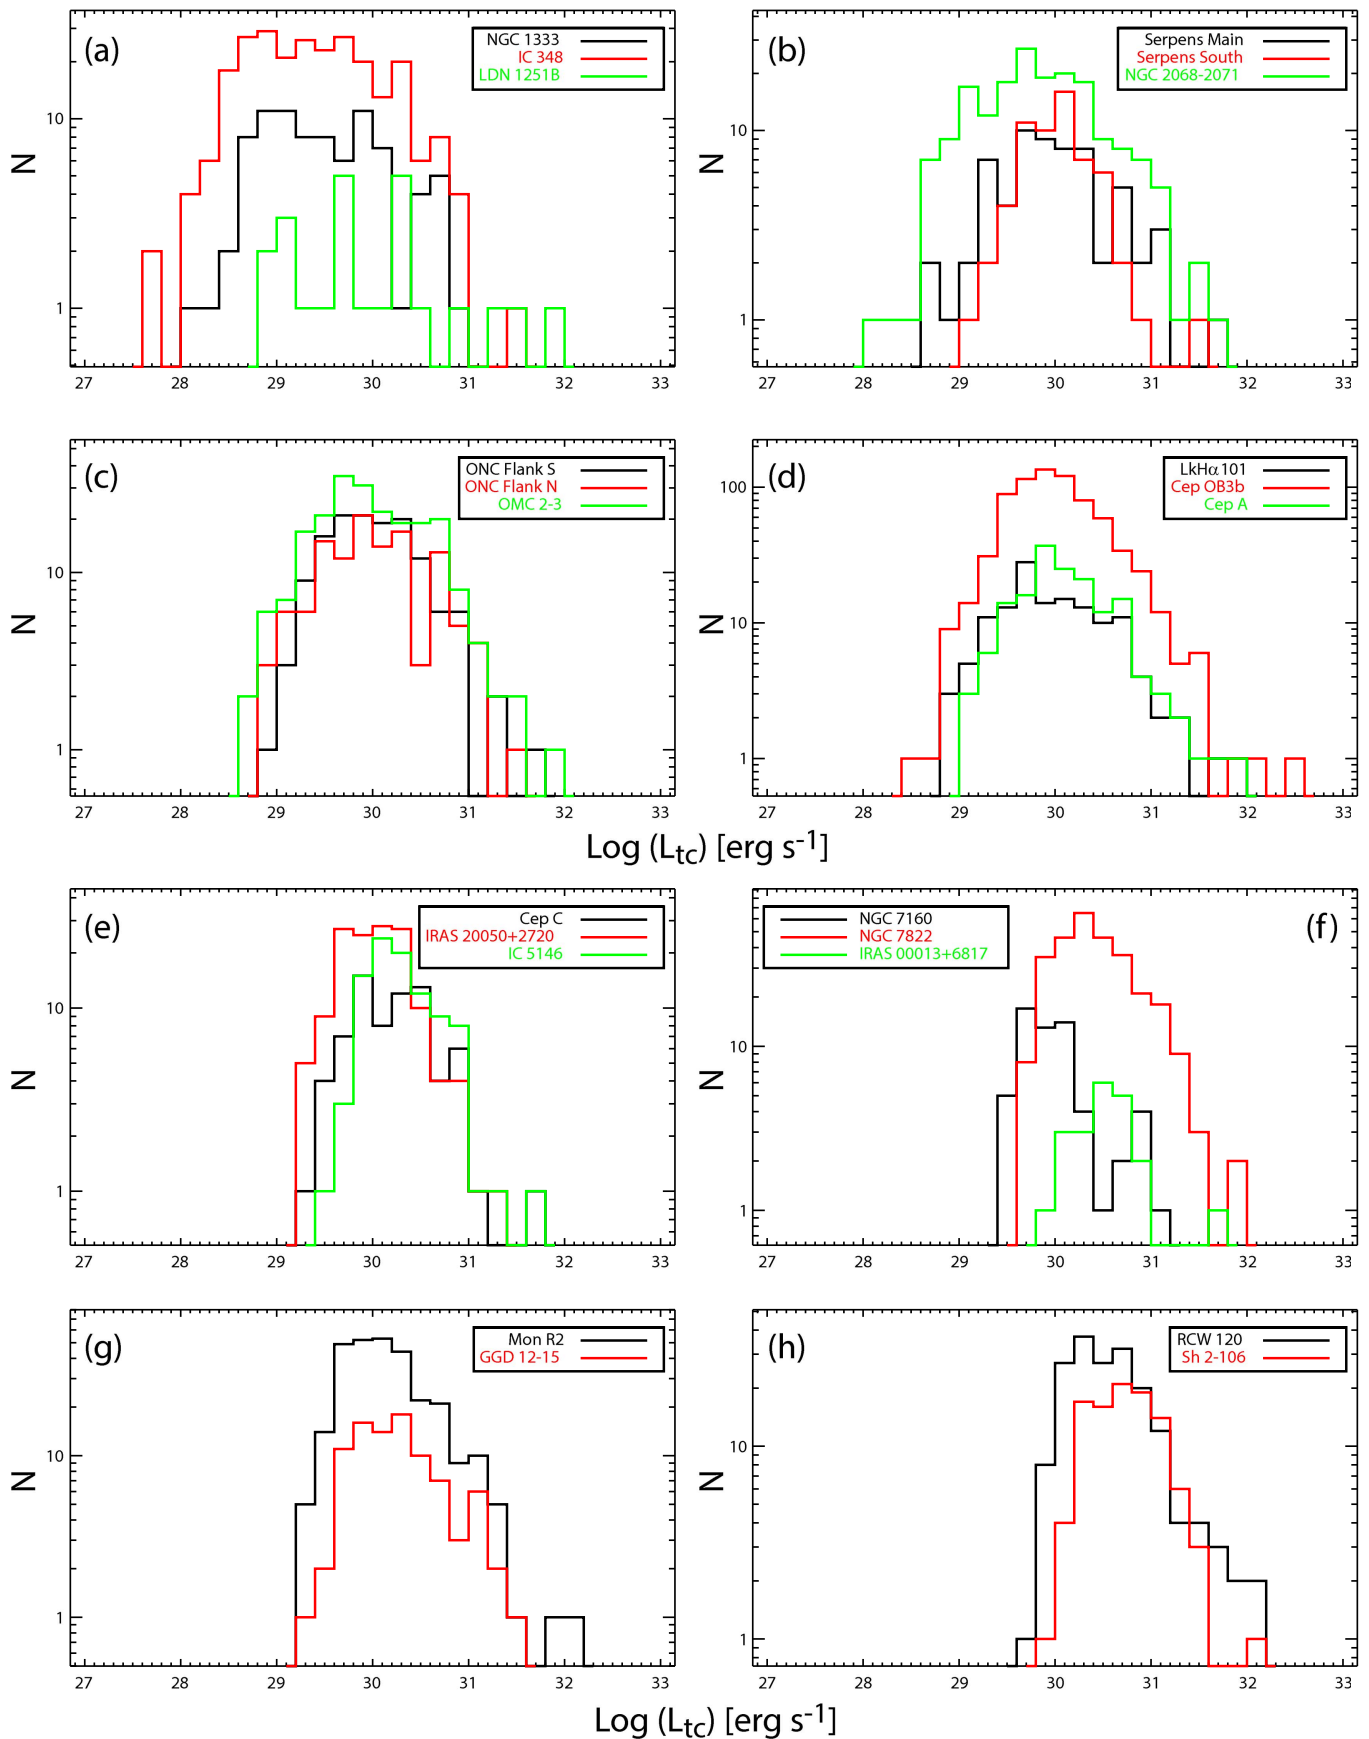 (a)
NGC 1333
IC 348
LDN 1251B
10
1
N
27 28 29 30 31 32 33
(b)
Serpens Main
Serpens South
NGC 2068-2071
10
1
N
27 28 29 30 31 32 33
(c)
ONC Flank S
ONC Flank N
OMC 2-3
10
1
N
27 28 29 30 31 32 33
(d)
LkHα 101
Cep OB3b
Cep A
100
10
1
N
27 28 29 30 31 32 33
Log (Ltc) [erg s-1]
(e)
Cep C
IRAS 20050+2720
IC 5146
10
1
N
27 28 29 30 31 32 33
(f)
NGC 7160
NGC 7822
IRAS 00013+6817
10
1
N
27 28 29 30 31 32 33
(g)
Mon R2
GGD 12-15
10
1
N
27 28 29 30 31 32 33
(h)
RCW 120
Sh 2-106
10
1
N
27 28 29 30 31 32 33
Log (Ltc) [erg s-1]